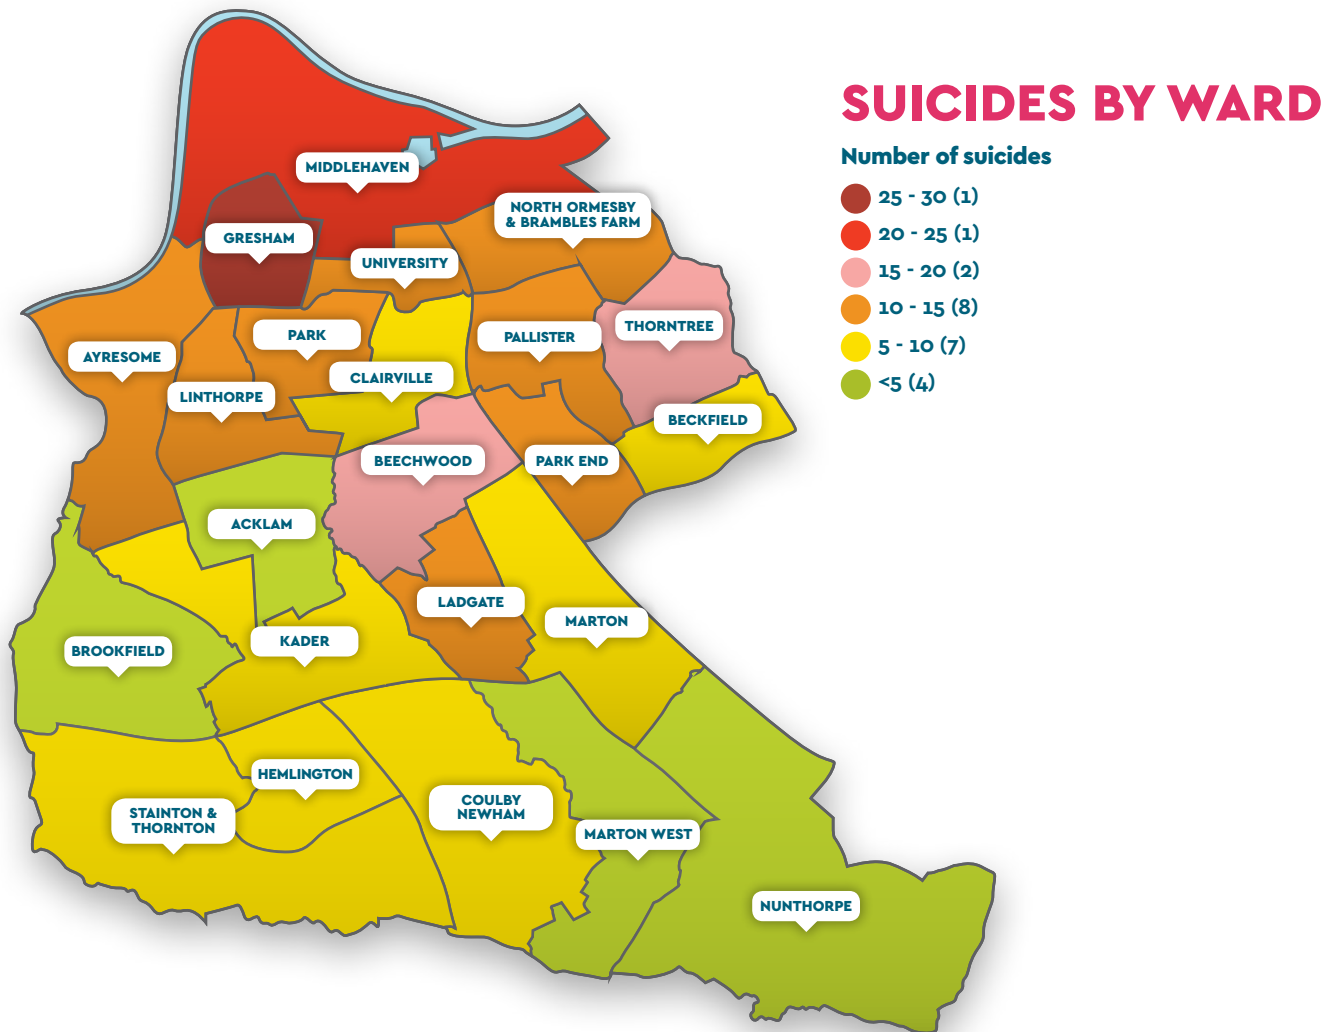 SUICIDES BY WARD
Number of suicides
25 - 30 (1)
20 - 25 (1)
15 - 20 (2)
10 - 15 (8)
5 - 10 (7)
<5 (4)
MIDDLEHAVEN
NORTH ORMESBY
& BRAMBLES FARM
GRESHAM
UNIVERSITY
THORNTREE
PARK
PALLISTER
AYRESOME
CLAIRVILLE
LINTHORPE
BECKFIELD
BEECHWOOD
PARK END
ACKLAM
LADGATE
MARTON
KADER
BROOKFIELD
HEMLINGTON
COULBY
NEWHAM
STAINTON &
THORNTON
MARTON WEST
NUNTHORPE